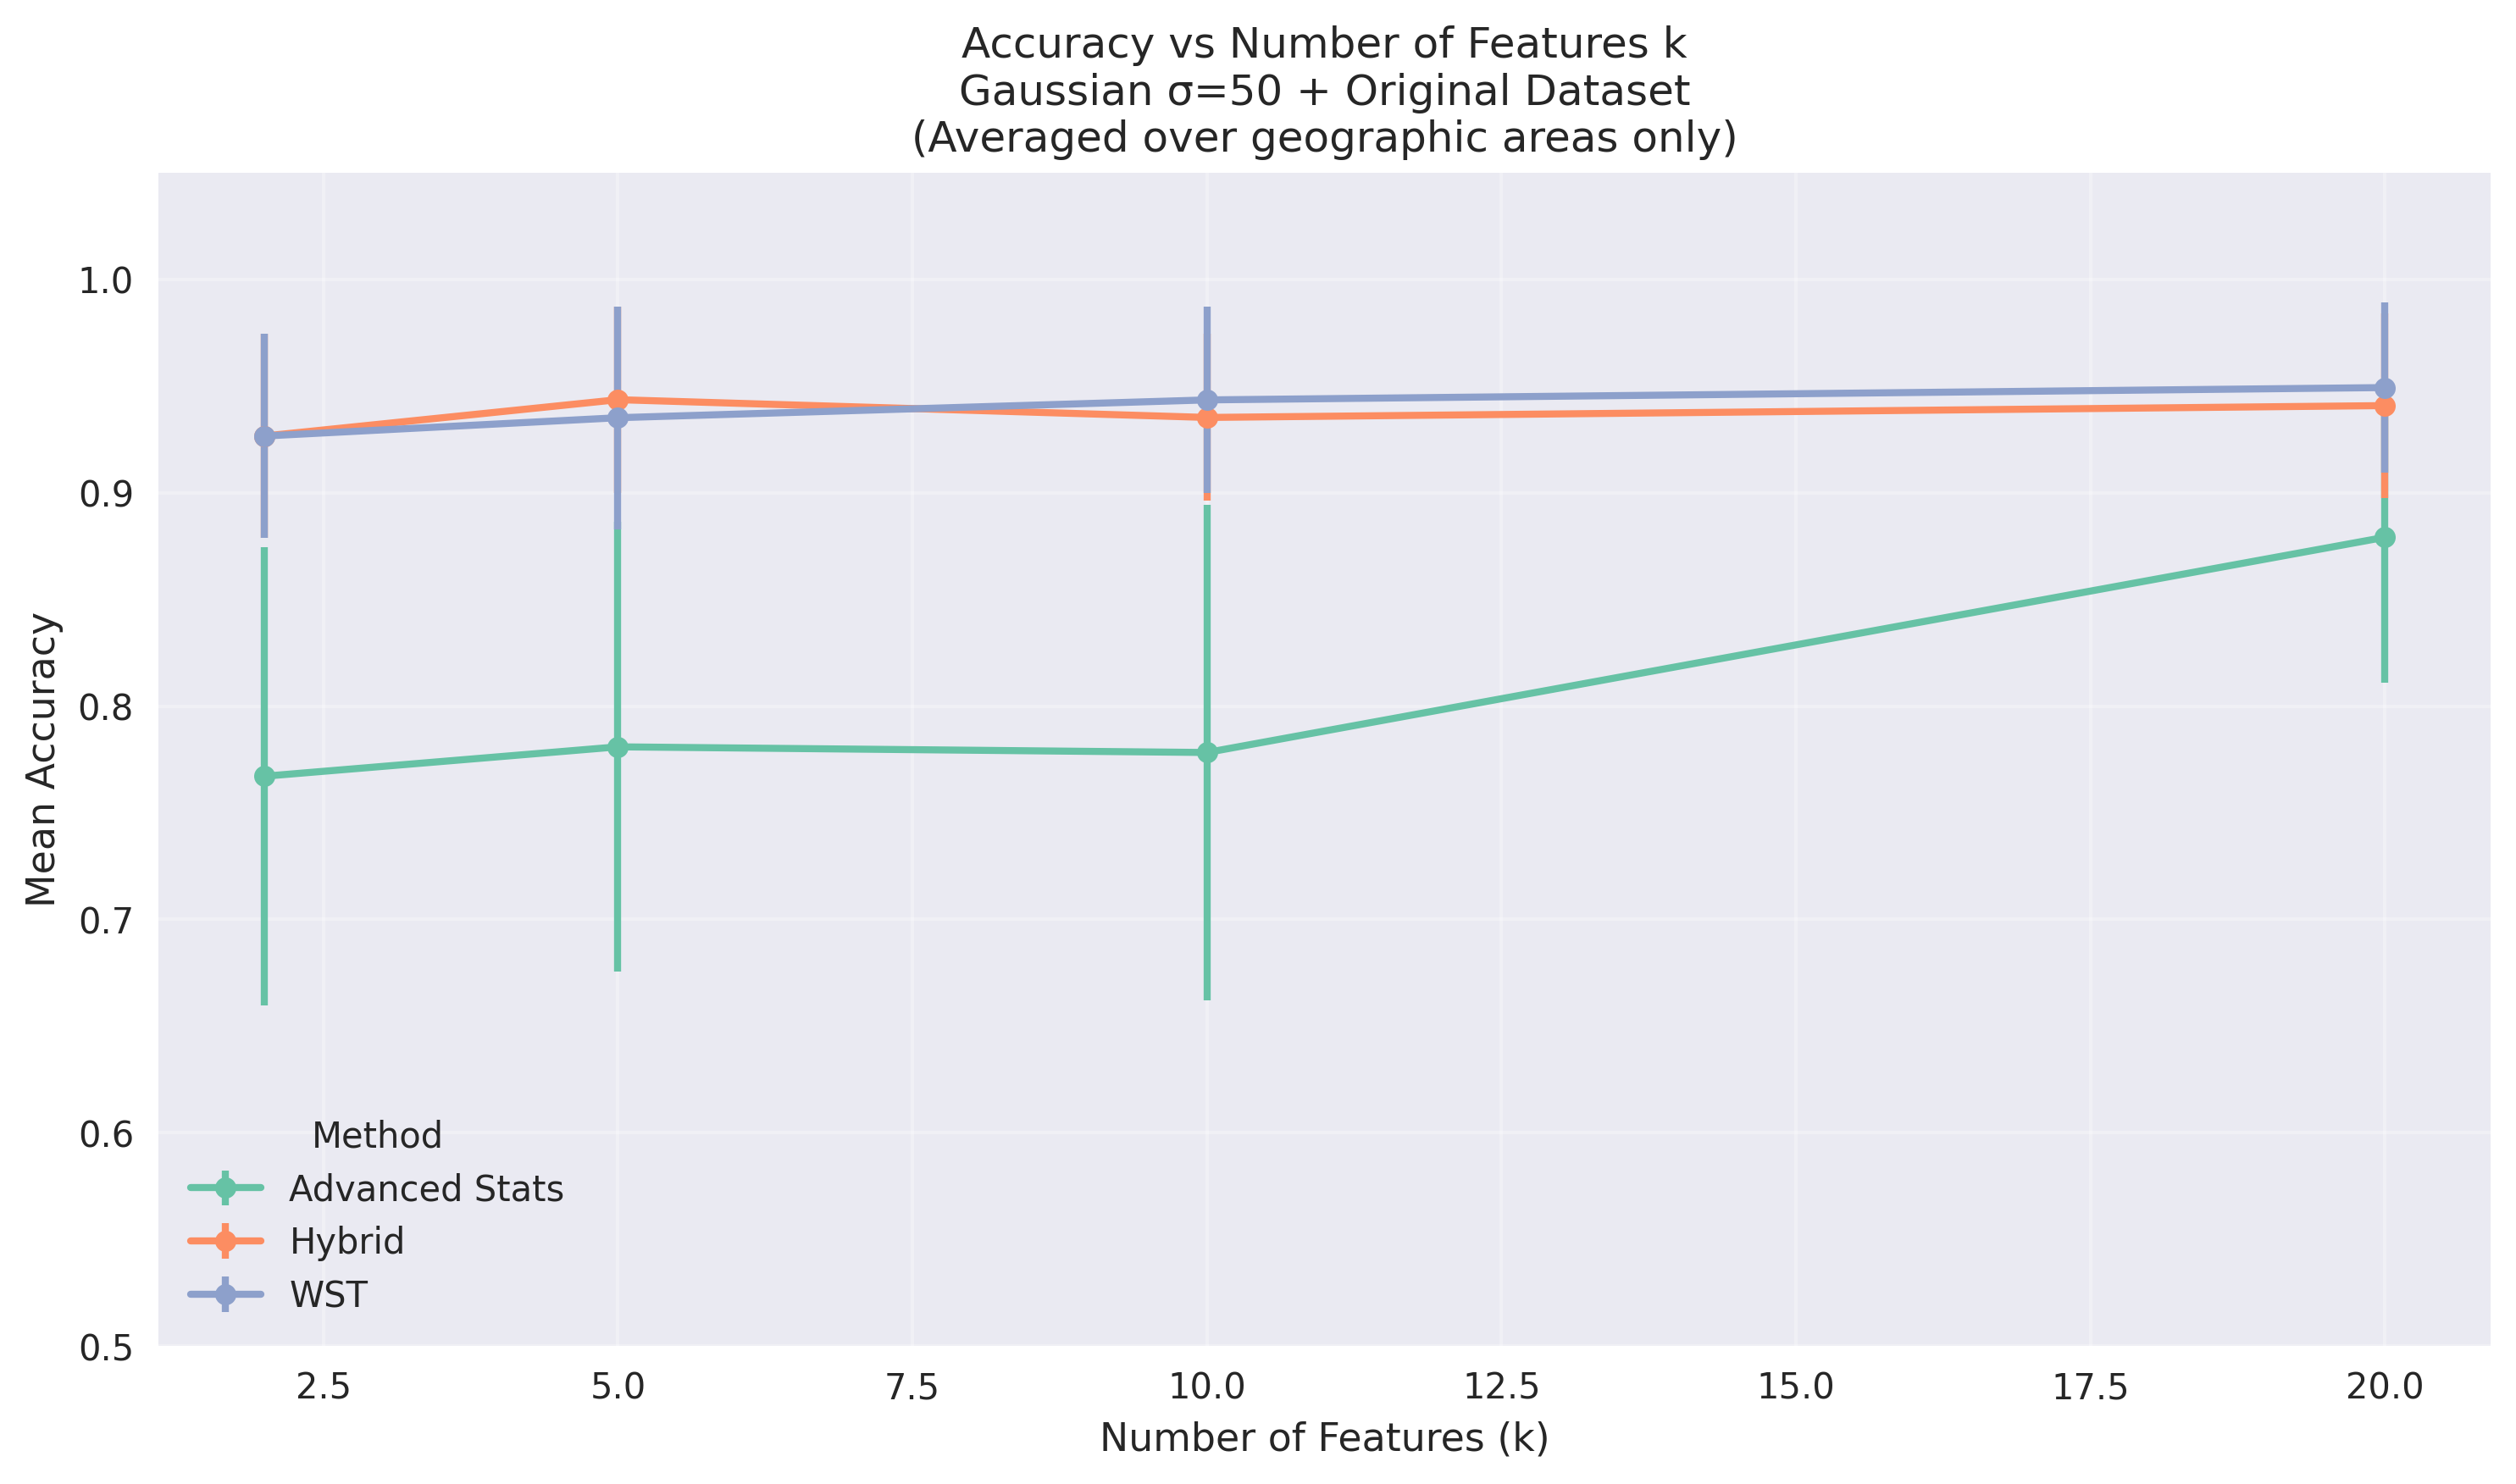 Accuracy vs Number of Features k
Gaussian σ=50 + Original Dataset
(Averaged over geographic areas only)
Mean Accuracy
1.0
0.9
0.8
0.7
0.6
0.5
Method
Advanced Stats
Hybrid
WST
2.5 5.0 7.5 10.0 12.5 15.0 17.5 20.0
Number of Features (k)